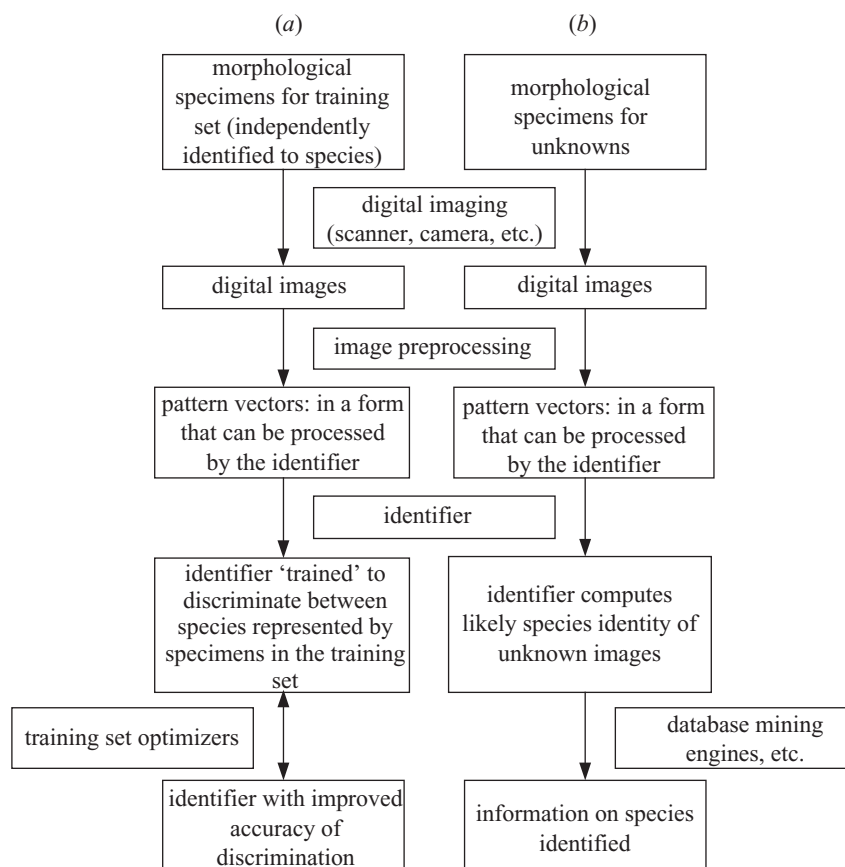 (a)
(b)
morphological
specimens for training
set (independently
identified to species)
morphological
specimens for
unknowns
digital imaging
(scanner, camera, etc.)
digital images
digital images
image preprocessing
pattern vectors: in a form
that can be processed
by the identifier
pattern vectors: in a form
that can be processed
by the identifier
identifier
identifier ‘trained’ to
discriminate between
species represented by
specimens in the training
set
identifier computes
likely species identity of
unknown images
training set optimizers
database mining
engines, etc.
identifier with improved
accuracy of
discrimination
information on species
identified